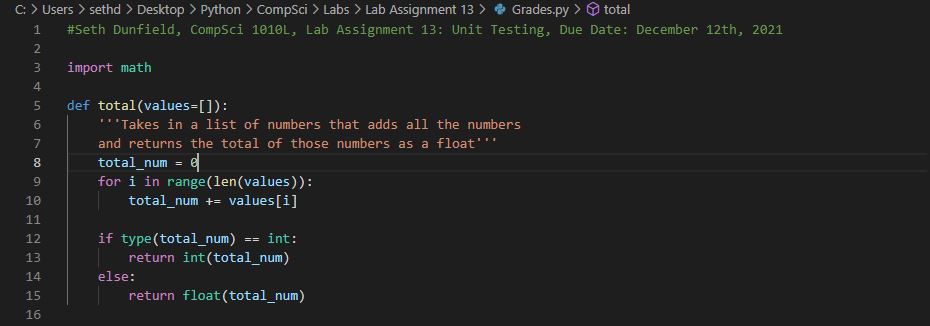 C: > Users > sethd > Desktop > Python > CompSci > Labs > Lab Assignment 13 > Grades.py > total
1 #Seth Dunfield, CompSci 1010L, Lab Assignment 13: Unit Testing, Due Date: December 12th, 2021
2
3 import math
4
5 def total(values=[]):
6     '''Takes in a list of numbers that adds all the numbers
7     and returns the total of those numbers as a float'''
8     total_num = 0
9     for i in range(len(values)):
10         total_num += values[i]
11
12     if type(total_num) == int:
13         return int(total_num)
14     else:
15         return float(total_num)
16